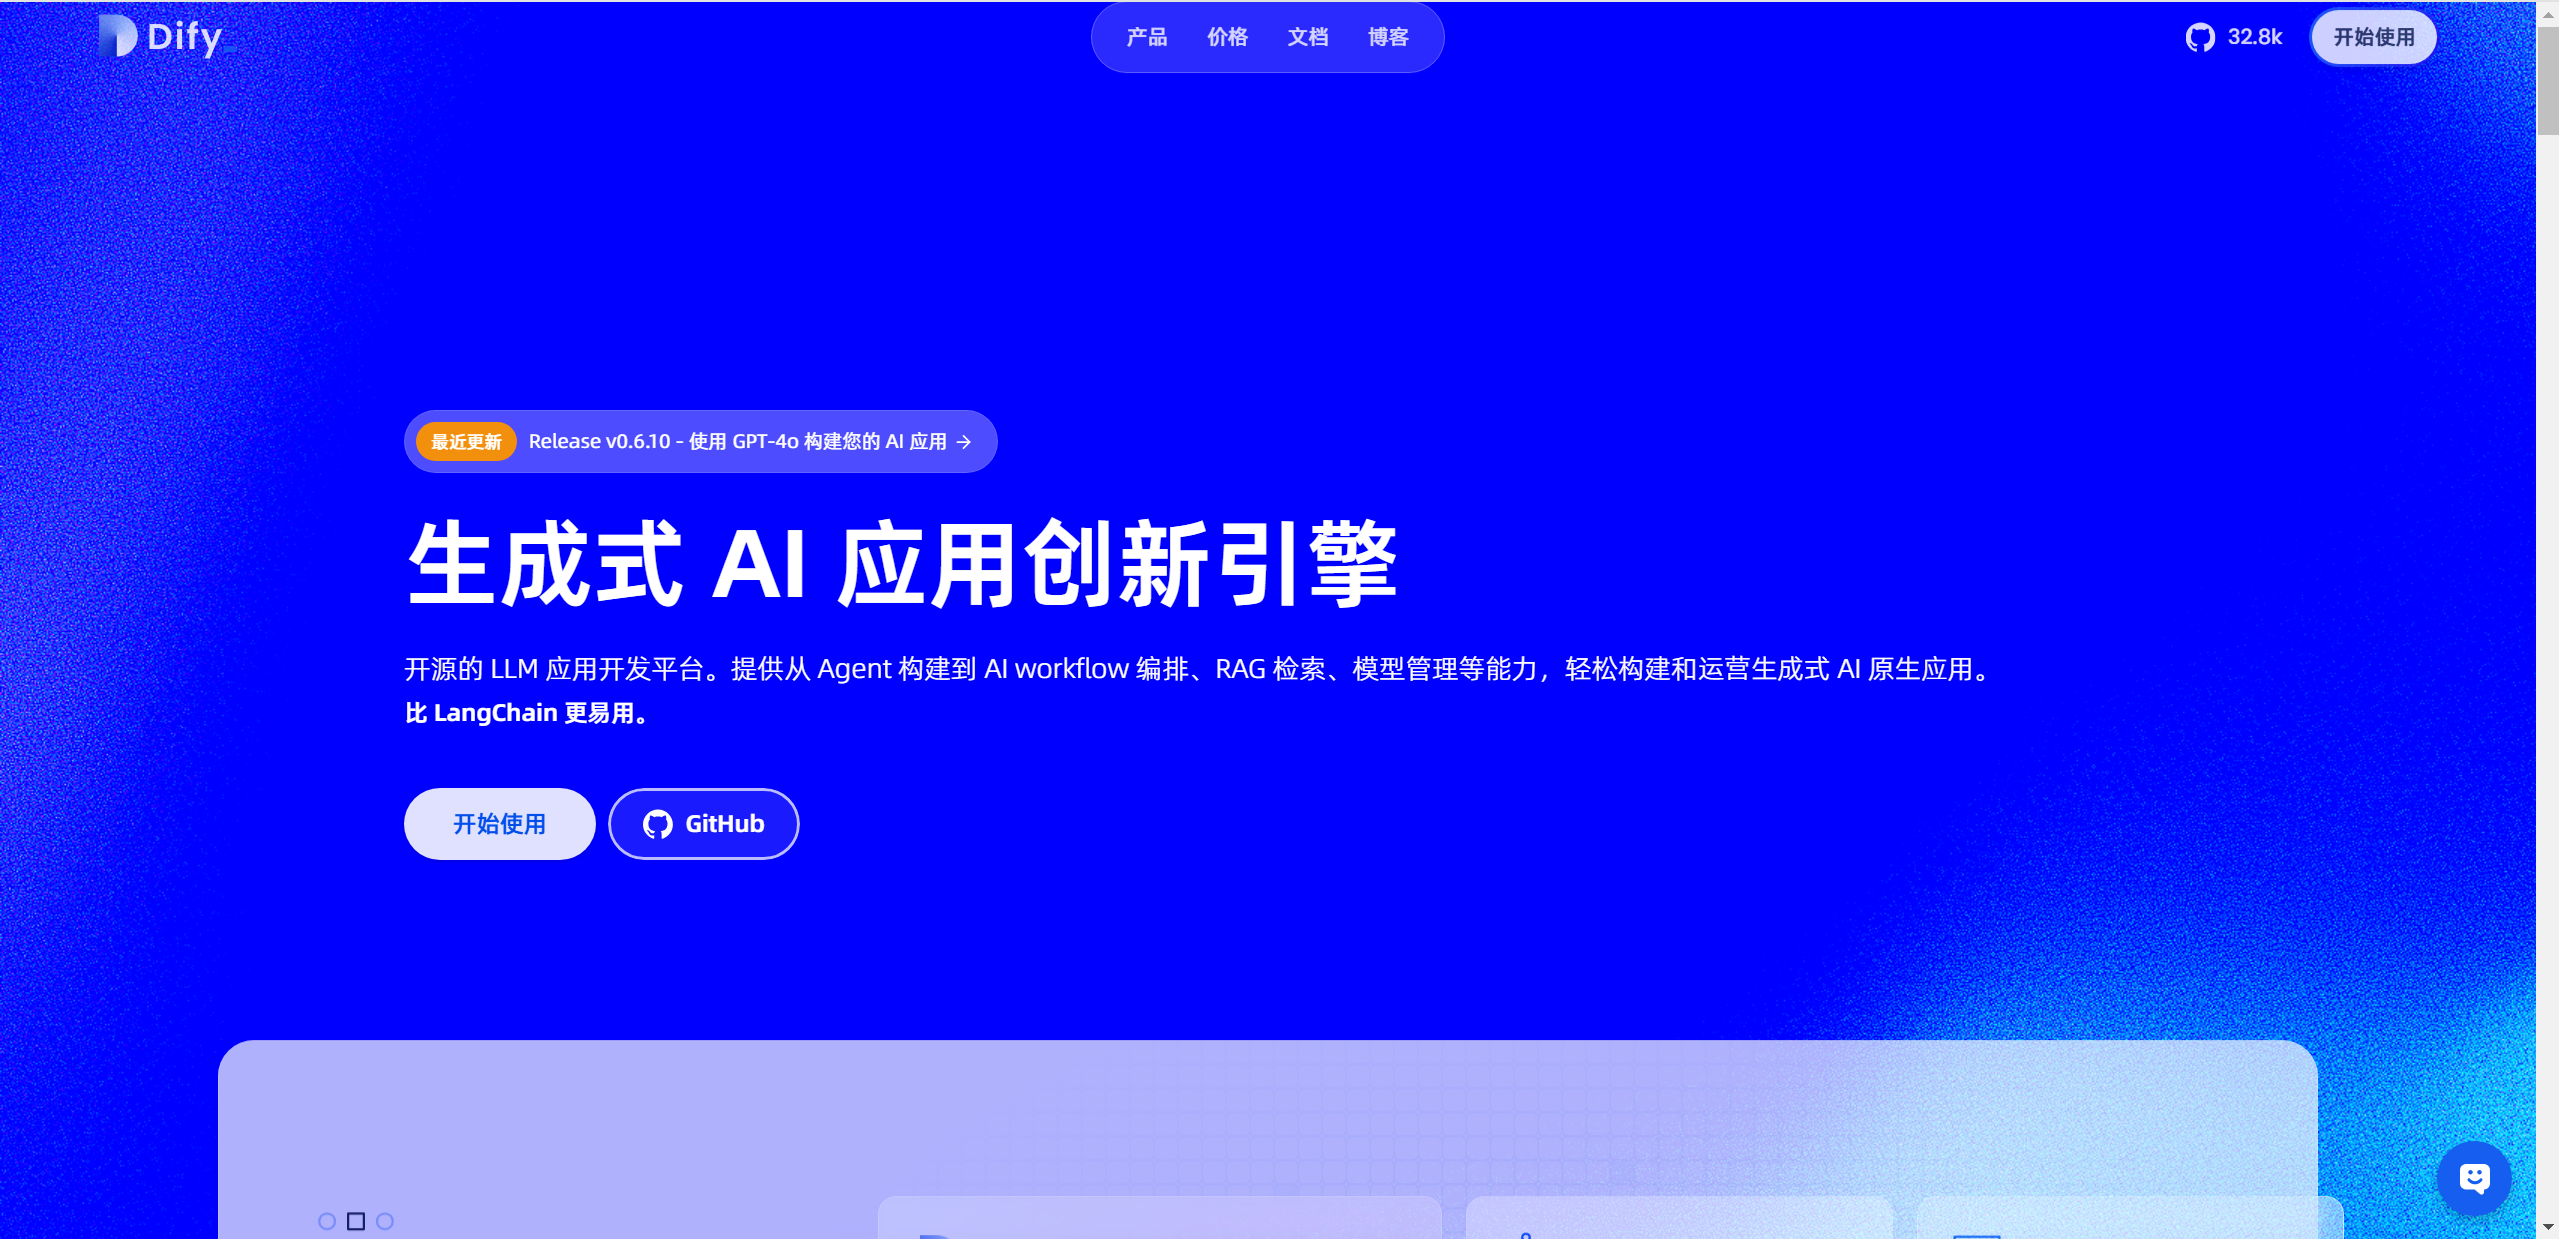 Dify_
产品 价格 文档 博客
32.8k 开始使用
最近更新 Release v0.6.10 - 使用 GPT-4o 构建您的 AI 应用 →
生成式 AI 应用创新引擎
开源的 LLM 应用开发平台。提供从 Agent 构建到 AI workflow 编排、RAG 检索、模型管理等能力，轻松构建和运营生成式 AI 原生应用。
比 LangChain 更易用。
开始使用 GitHub